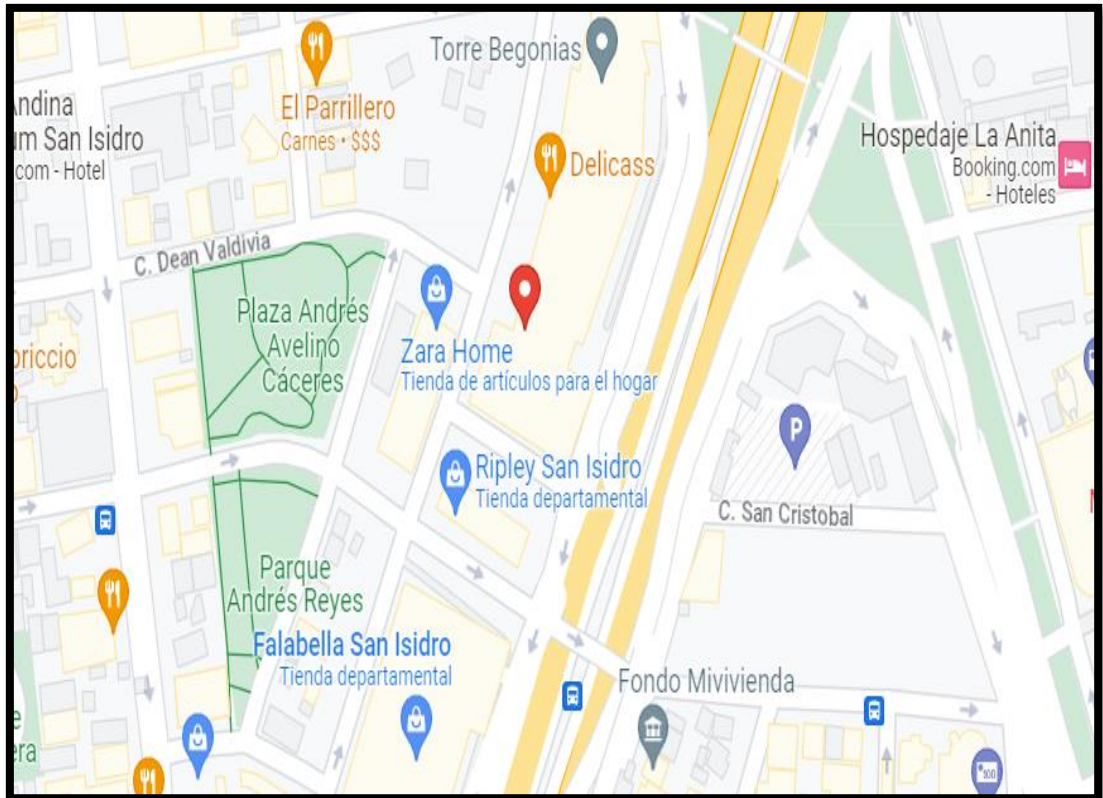 Torre Begonias
El Parrillero
Carnes · $$$
Andina
um San Isidro
com - Hotel
Delicass
Hospedaje La Anita
Booking.com
- Hoteles
C. Dean Valdivia
Plaza Andrés
Avelino
Cáceres
Zara Home
Tienda de artículos para el hogar
priccio
P
Ripley San Isidro
Tienda departamental
C. San Cristobal
Parque
Andrés Reyes
Falabella San Isidro
Tienda departamental
Fondo Mivivienda
e
era